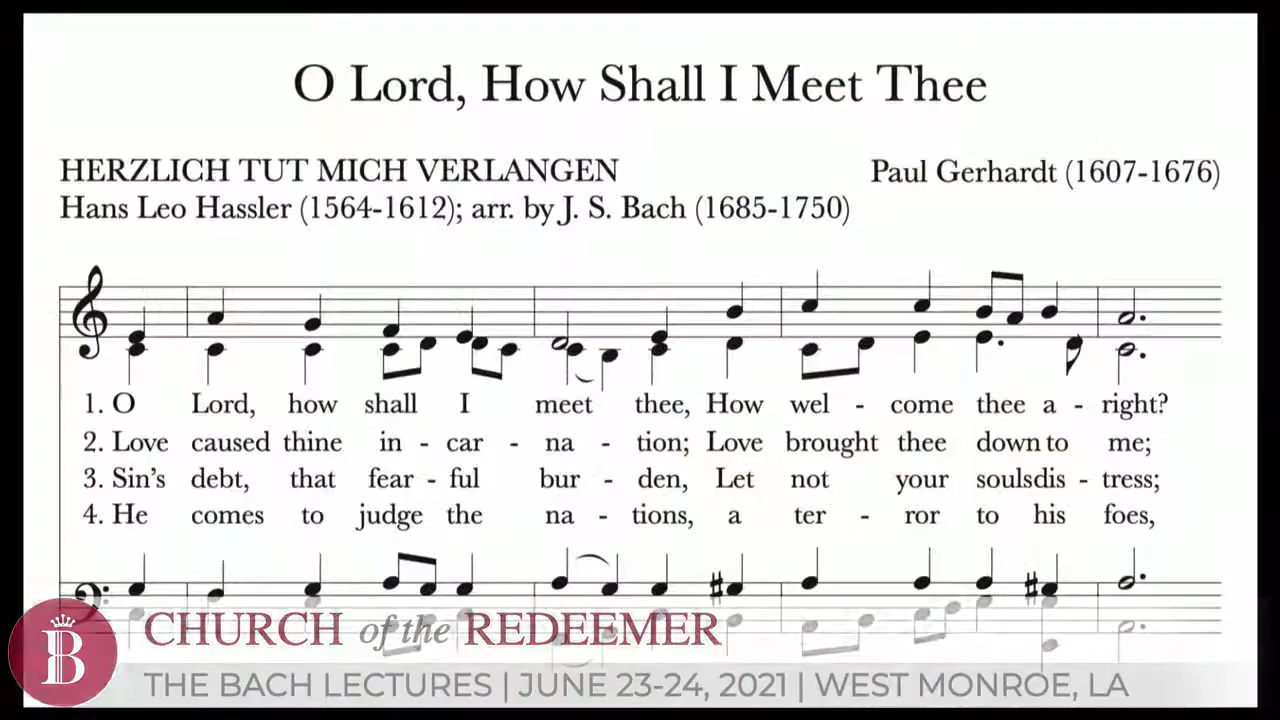 O Lord, How Shall I Meet Thee
HERZLICH TUT MICH VERLANGEN
Paul Gerhardt (1607-1676)
Hans Leo Hassler (1564-1612); arr. by J. S. Bach (1685-1750)
1. O Lord, how shall I meet thee, How wel - come thee a - right?
2. Love caused thine in - car - na - tion; Love brought thee down to me;
3. Sin's debt, that fear - ful bur - den, Let not your souls dis - tress;
4. He comes to judge the na - tions, a ter - ror to his foes,
B
CHURCH of the REDEEMER
THE BACH LECTURES | JUNE 23-24, 2021 | WEST MONROE, LA